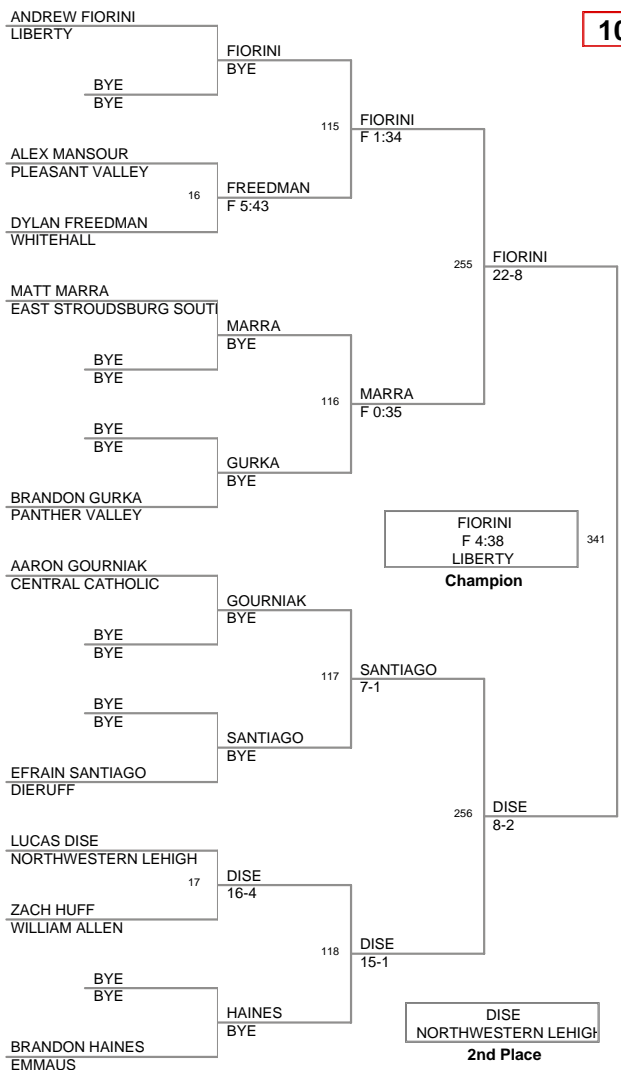 ANDREW FIORINI
LIBERTY
10
FIORINI
BYE
BYE
BYE
115
FIORINI
F 1:34
ALEX MANSOUR
PLEASANT VALLEY
16
FREEDMAN
F 5:43
DYLAN FREEDMAN
WHITEHALL
255
FIORINI
22-8
MATT MARRA
EAST STROUDSBURG SOUT
MARRA
BYE
BYE
BYE
116
MARRA
F 0:35
BYE
BYE
GURKA
BYE
BRANDON GURKA
PANTHER VALLEY
FIORINI
F 4:38
LIBERTY
341
Champion
AARON GOURNIAK
CENTRAL CATHOLIC
GOURNIAK
BYE
BYE
BYE
117
SANTIAGO
7-1
BYE
BYE
SANTIAGO
BYE
EFRAIN SANTIAGO
DIERUFF
256
DISE
8-2
LUCAS DISE
NORTHWESTERN LEHIGH
17
DISE
16-4
ZACH HUFF
WILLIAM ALLEN
118
DISE
15-1
BYE
BYE
HAINES
BYE
DISE
NORTHWESTERN LEHIGH
2nd Place
BRANDON HAINES
EMMAUS